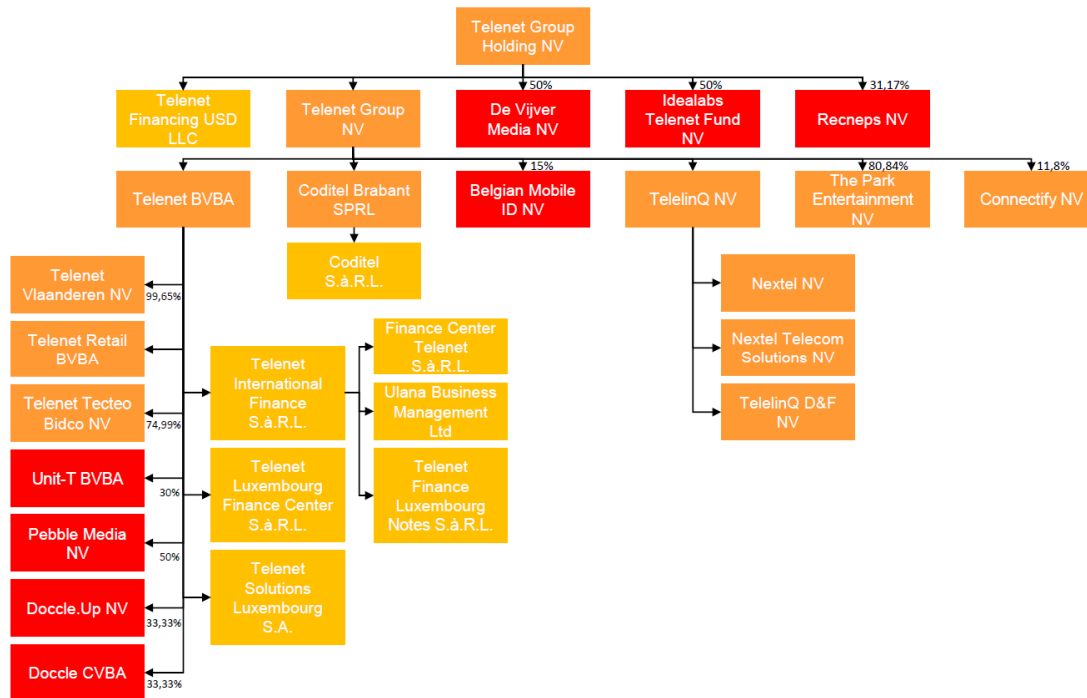 Telenet Group
Holding NV
50%
50%
31,17%
Telenet
Financing USD
LLC
Telenet Group
NV
De Vijver
Media NV
Idealabs
Telenet Fund
NV
Recneps NV
15%
80,84%
11,8%
Telenet BVBA
Coditel Brabant
SPRL
Belgian Mobile
ID NV
TelelinQ NV
The Park
Entertainment
NV
Connectify NV
Coditel
S.à.R.L.
Telenet
Vlaanderen NV
99,65%
Telenet Retail
BVBA
Telenet Tecteo
Bidco NV
74,99%
Unit-T BVBA
30%
Pebble Media
NV
50%
Doccle.Up NV
33,33%
Doccle CVBA
33,33%
Telenet
International
Finance
S.à.R.L.
Telenet
Luxembourg
Finance Center
S.à.R.L.
Telenet
Solutions
Luxembourg
S.A.
Finance Center
Telenet
S.à.R.L.
Ulana Business
Management
Ltd
Telenet
Finance
Luxembourg
Notes S.à.R.L.
Nextel NV
Nextel Telecom
Solutions NV
TelelinQ D&F
NV